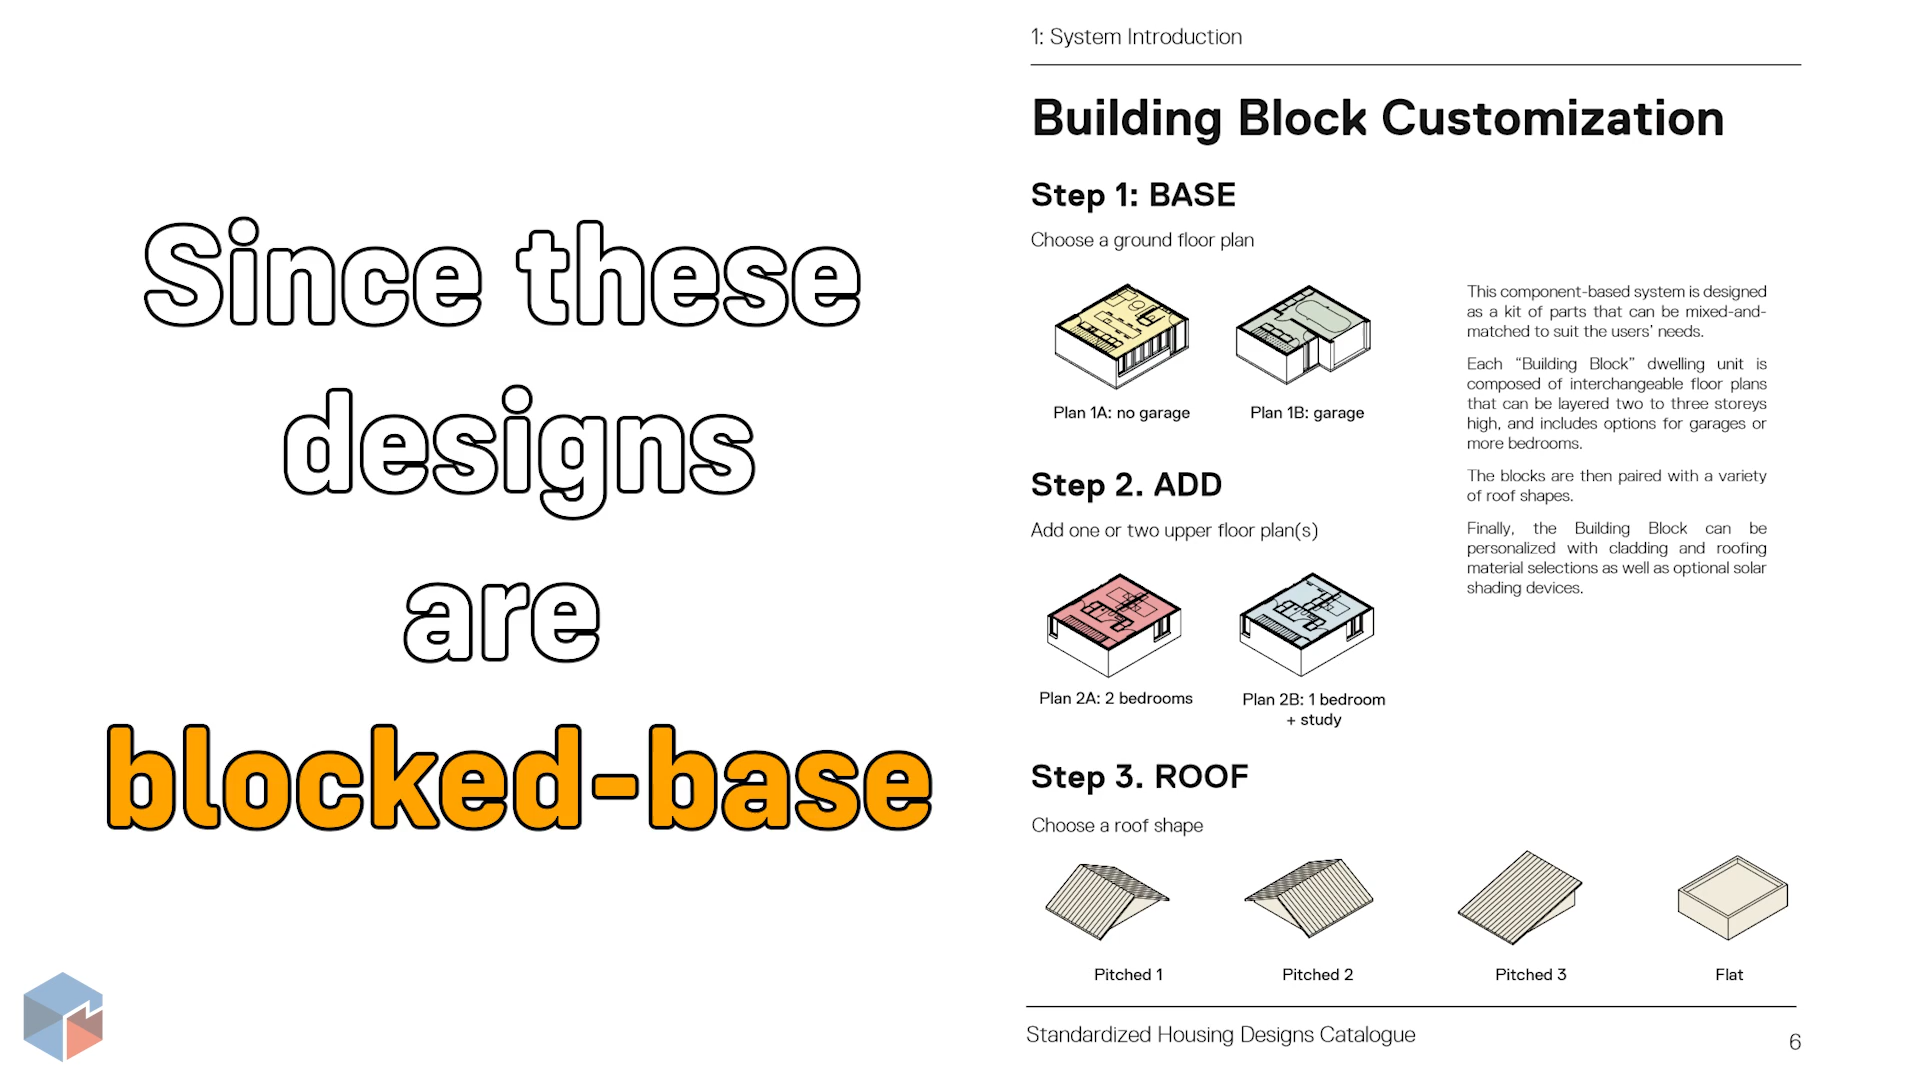 Since these
designs
are
blocked-base
1: System Introduction
Building Block Customization
Step 1: BASE
Choose a ground floor plan
Plan 1A: no garage
Plan 1B: garage
This component-based system is designed
as a kit of parts that can be mixed-and-
matched to suit the users' needs.
Each “Building Block” dwelling unit is
composed of interchangeable floor plans
that can be layered two to three storeys
high, and includes options for garages or
more bedrooms.
The blocks are then paired with a variety
of roof shapes.
Finally, the Building Block can be
personalized with cladding and roofing
material selections as well as optional solar
shading devices.
Step 2. ADD
Add one or two upper floor plan(s)
Plan 2A: 2 bedrooms
Plan 2B: 1 bedroom
+ study
Step 3. ROOF
Choose a roof shape
Pitched 1
Pitched 2
Pitched 3
Flat
Standardized Housing Designs Catalogue
6